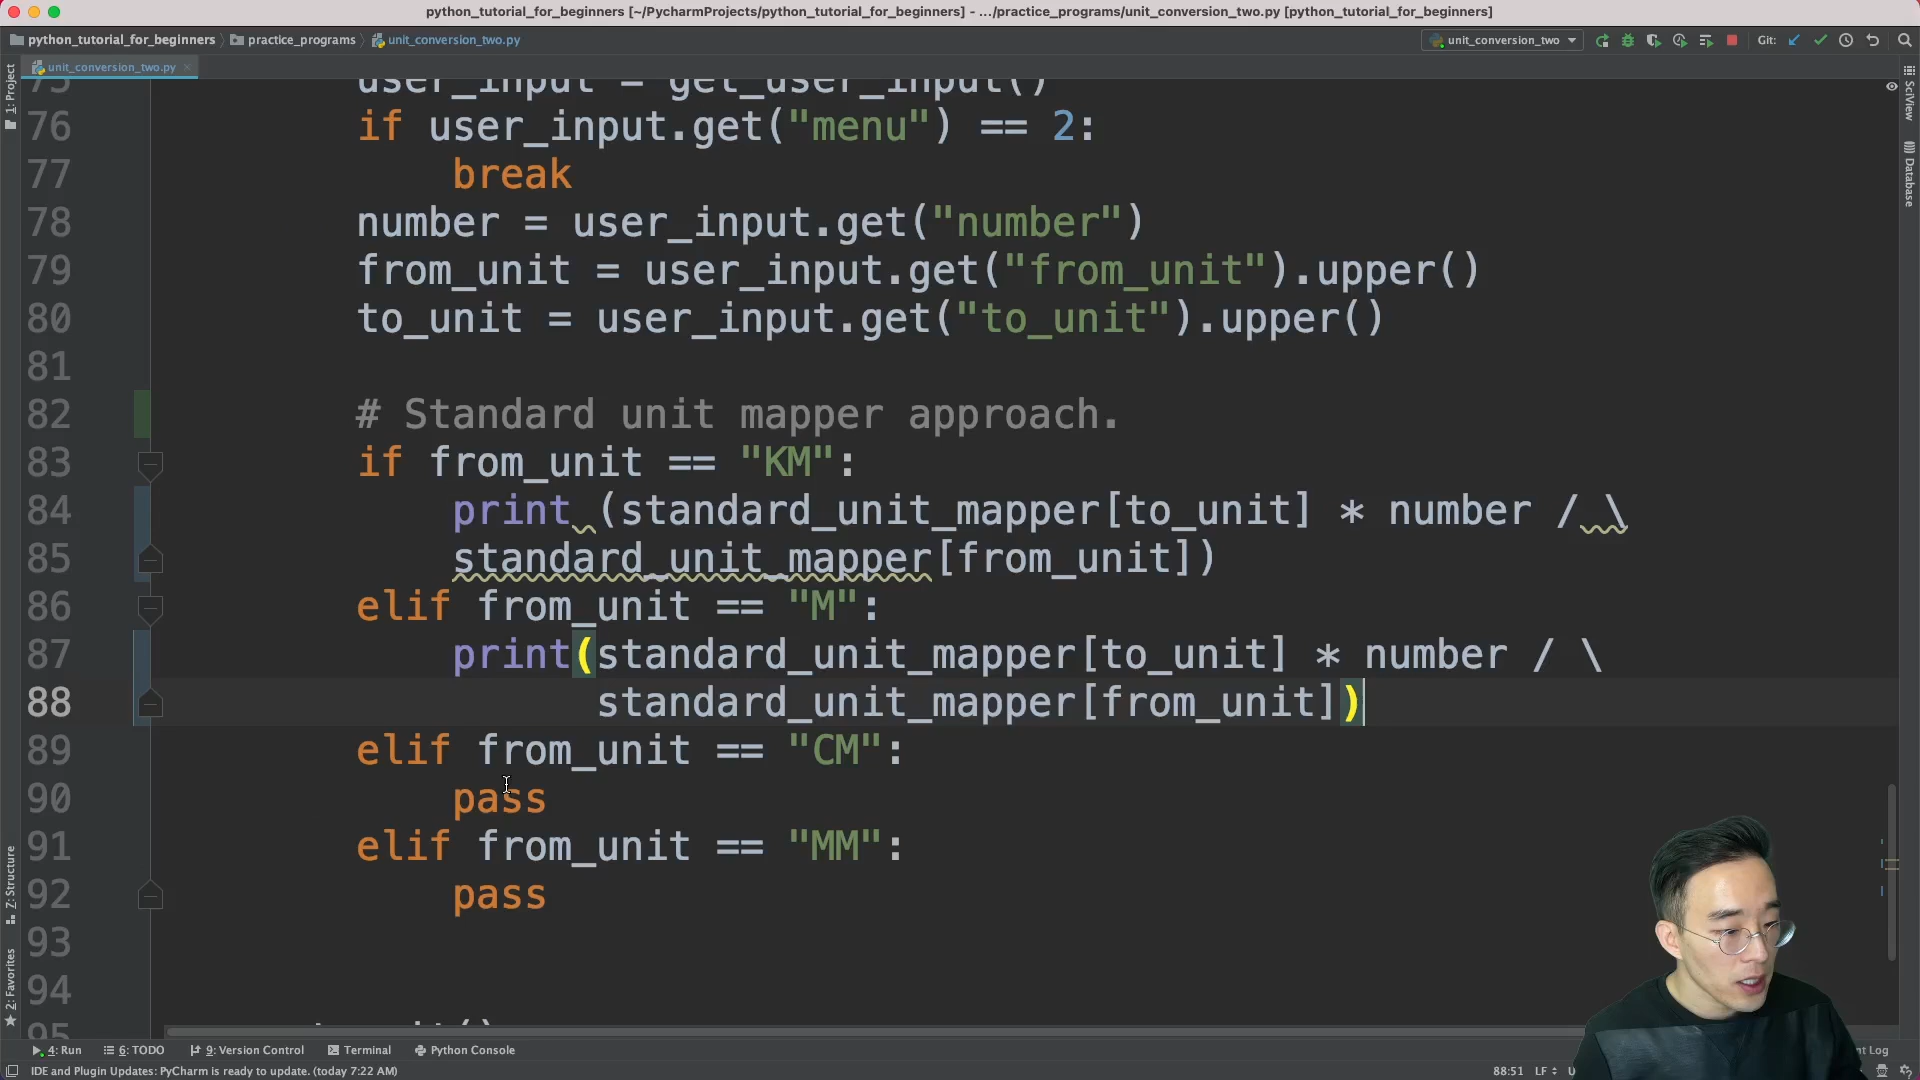 python_tutorial_for_beginners [~/PycharmProjects/python_tutorial_for_beginners] - .../practice_programs/unit_conversion_two.py [python_tutorial_for_beginners]
python_tutorial_for_beginners practice_programs unit_conversion_two.py unit_conversion_two Git:
unit_conversion_two.py
1: Project
SciView
Database
75 user_input = get_user_input()
76 if user_input.get("menu") == 2:
77 break
78 number = user_input.get("number")
79 from_unit = user_input.get("from_unit").upper()
80 to_unit = user_input.get("to_unit").upper()
81
82 # Standard unit mapper approach.
83 if from_unit == "KM":
84 print (standard_unit_mapper[to_unit] * number / \
85 standard_unit_mapper[from_unit])
86 elif from_unit == "M":
87 print(standard_unit_mapper[to_unit] * number / \
88 standard_unit_mapper[from_unit])
89 elif from_unit == "CM":
90 pass
91 elif from_unit == "MM":
92 pass
93
94
95
Z: Structure
2: Favorites
4: Run 6: TODO 9: Version Control Terminal Python Console nt Log
IDE and Plugin Updates: PyCharm is ready to update. (today 7:22 AM) 88:51 LF U